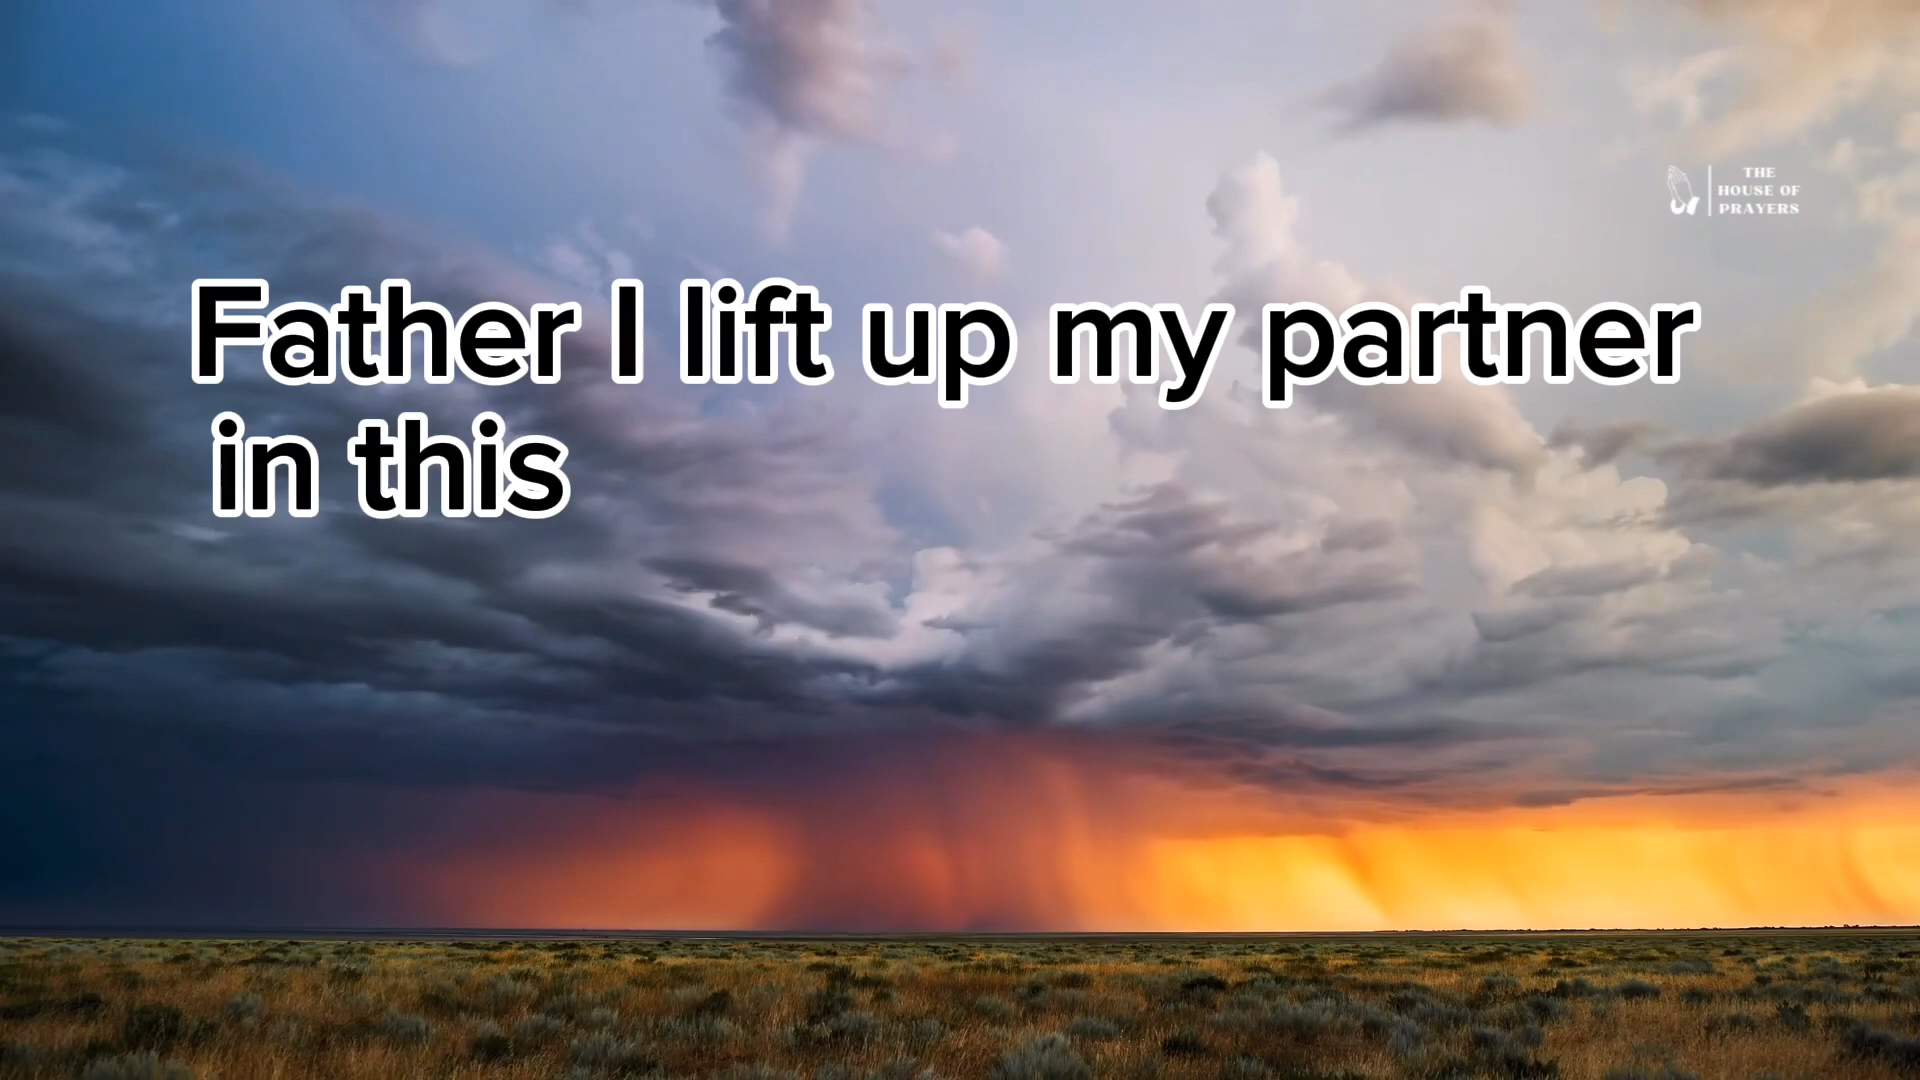 THE
HOUSE OF
PRAYERS
Father I lift up my partner
in this